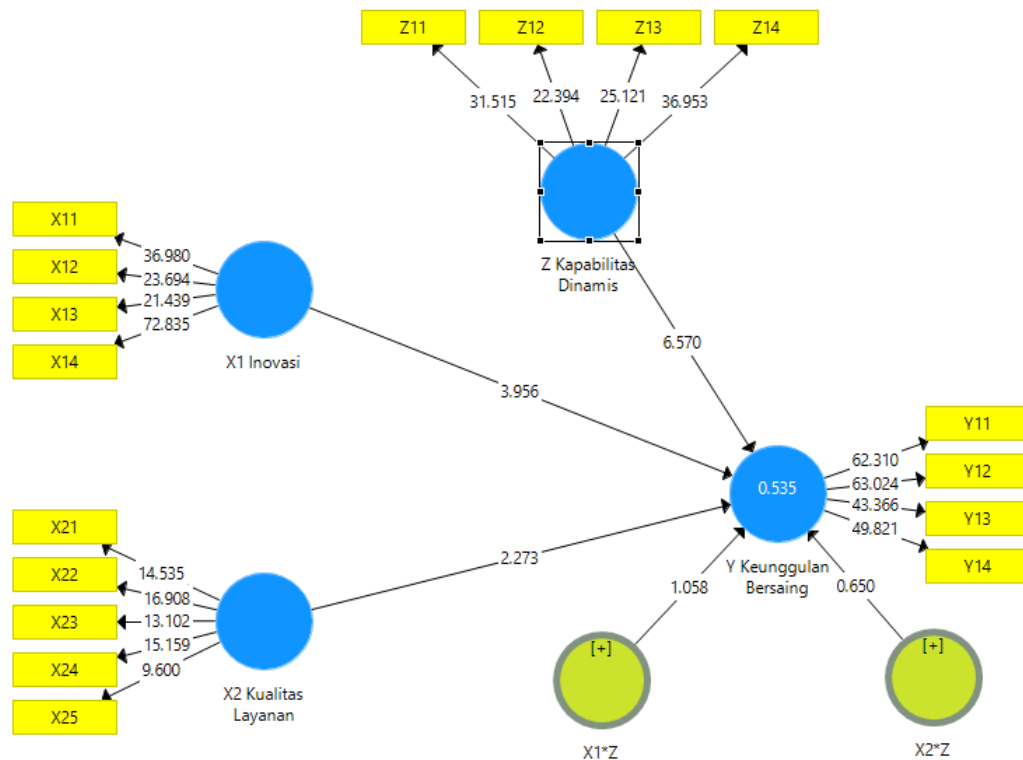 Z11
Z12
Z13
Z14
31.515
22.394
25.121
36.953
Z Kapabilitas
Dinamis
X11
X12
X13
X14
36.980
23.694
21.439
72.835
X1 Inovasi
6.570
3.956
X21
X22
X23
X24
X25
14.535
16.908
13.102
15.159
9.600
X2 Kualitas
Layanan
2.273
0.535
Y Keunggulan
Bersaing
62.310
63.024
43.366
49.821
Y11
Y12
Y13
Y14
1.058
0.650
[+]
X1*Z
[+]
X2*Z